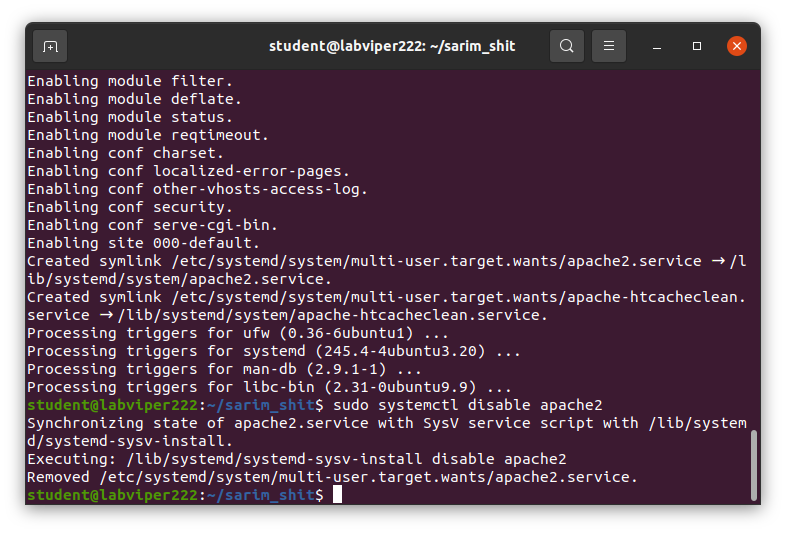 student@labviper222: ~/sarim_shit
Enabling module filter.
Enabling module deflate.
Enabling module status.
Enabling module reqtimeout.
Enabling conf charset.
Enabling conf localized-error-pages.
Enabling conf other-vhosts-access-log.
Enabling conf security.
Enabling conf serve-cgi-bin.
Enabling site 000-default.
Created symlink /etc/systemd/system/multi-user.target.wants/apache2.service → /l
ib/systemd/system/apache2.service.
Created symlink /etc/systemd/system/multi-user.target.wants/apache-htcacheclean.
service → /lib/systemd/system/apache-htcacheclean.service.
Processing triggers for ufw (0.36-6ubuntu1) ...
Processing triggers for systemd (245.4-4ubuntu3.20) ...
Processing triggers for man-db (2.9.1-1) ...
Processing triggers for libc-bin (2.31-0ubuntu9.9) ...
student@labviper222:~/sarim_shit$ sudo systemctl disable apache2
Synchronizing state of apache2.service with SysV service script with /lib/system
d/systemd-sysv-install.
Executing: /lib/systemd/systemd-sysv-install disable apache2
Removed /etc/systemd/system/multi-user.target.wants/apache2.service.
student@labviper222:~/sarim_shit$